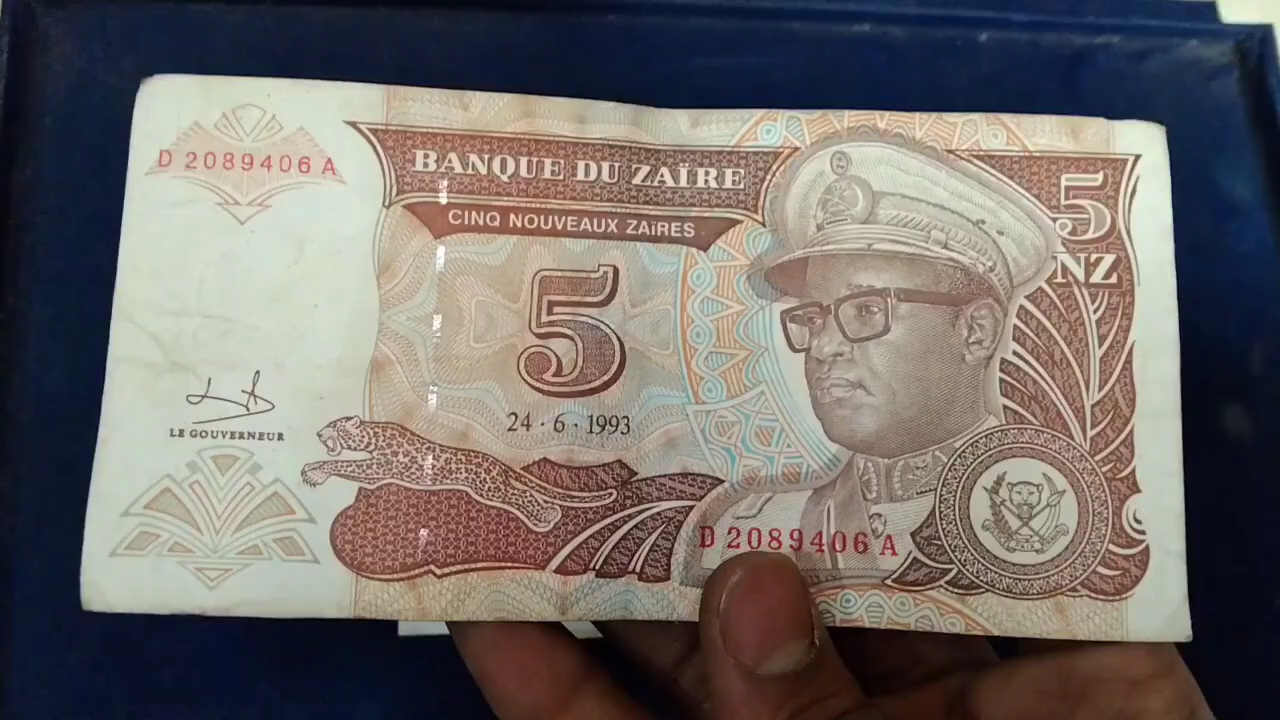 D 2089406 A
BANQUE DU ZAÏRE
CINQ NOUVEAUX ZAïRES
5
NZ
5
24 · 6 · 1993
LE GOUVERNEUR
D 2089406 A